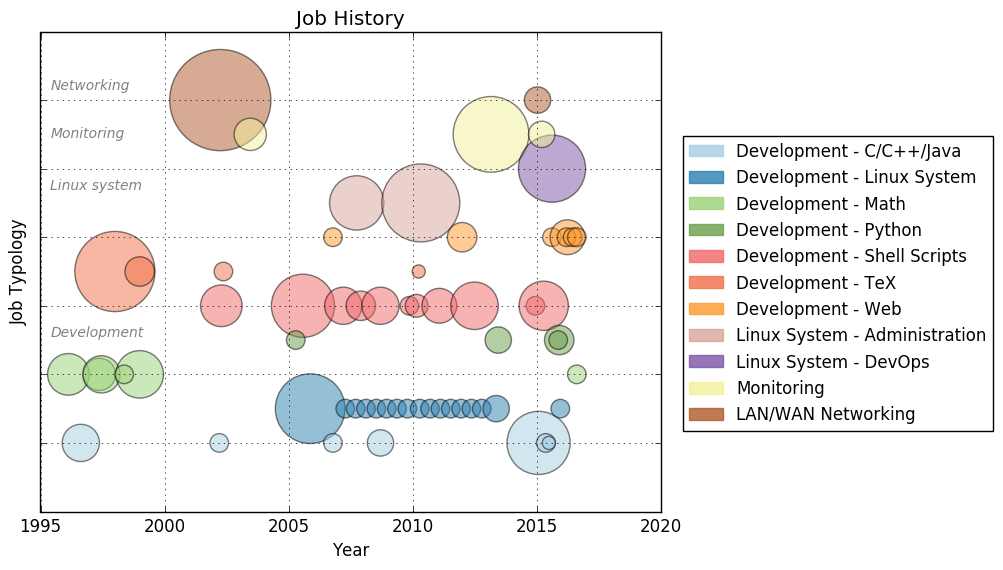 Job History
Networking
Monitoring
Linux system
Development
Job Typology
1995 2000 2005 2010 2015 2020
Year
Development - C/C++/Java
Development - Linux System
Development - Math
Development - Python
Development - Shell Scripts
Development - TeX
Development - Web
Linux System - Administration
Linux System - DevOps
Monitoring
LAN/WAN Networking